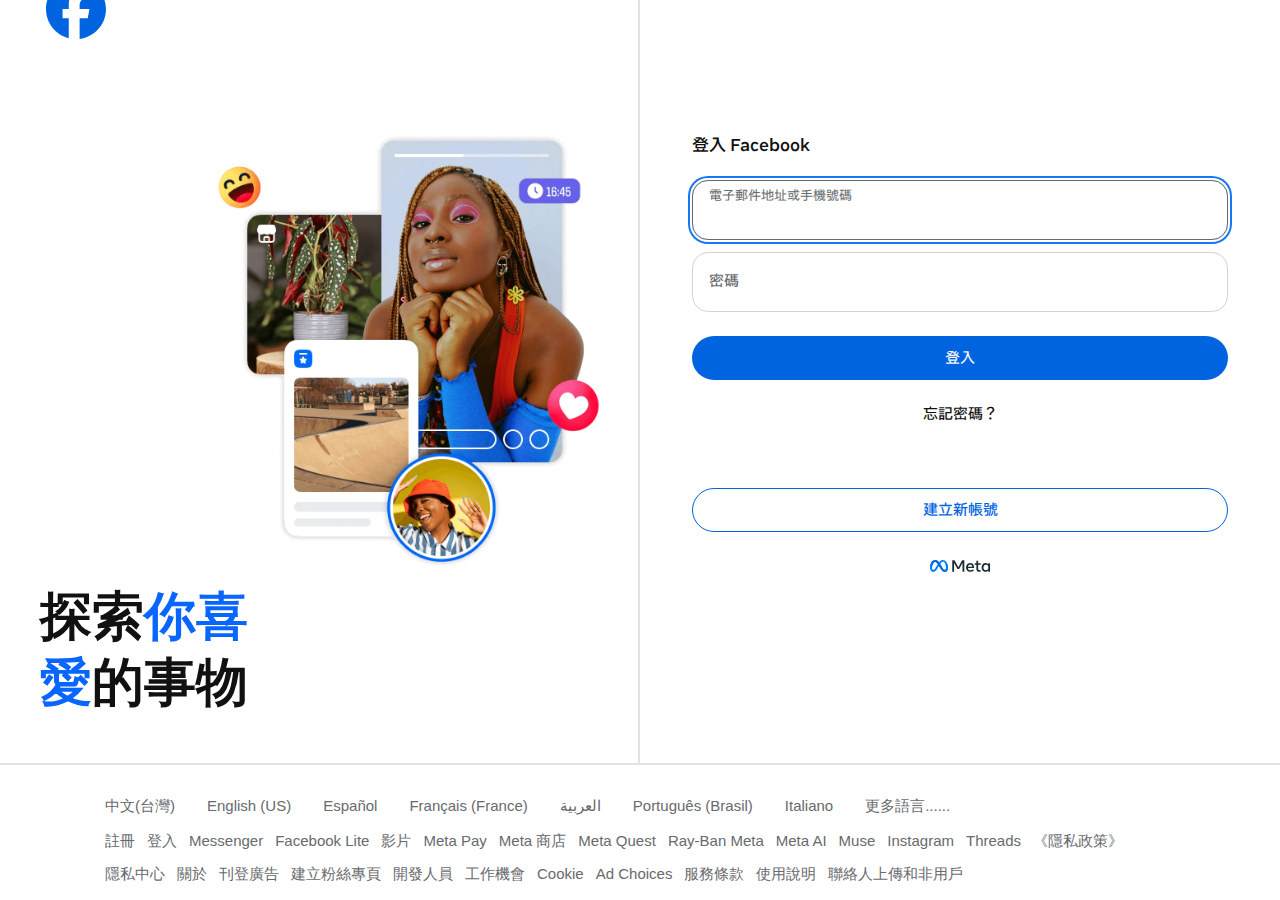 16:45
探索你喜
愛的事物
登入 Facebook
電子郵件地址或手機號碼
密碼
登入
忘記密碼？
建立新帳號
Meta
中文(台灣) English (US) Español Français (France) العربية Português (Brasil) Italiano 更多語言......
註冊 登入 Messenger Facebook Lite 影片 Meta Pay Meta 商店 Meta Quest Ray-Ban Meta Meta AI Muse Instagram Threads 《隱私政策》
隱私中心 關於 刊登廣告 建立粉絲專頁 開發人員 工作機會 Cookie Ad Choices 服務條款 使用說明 聯絡人上傳和非用戶